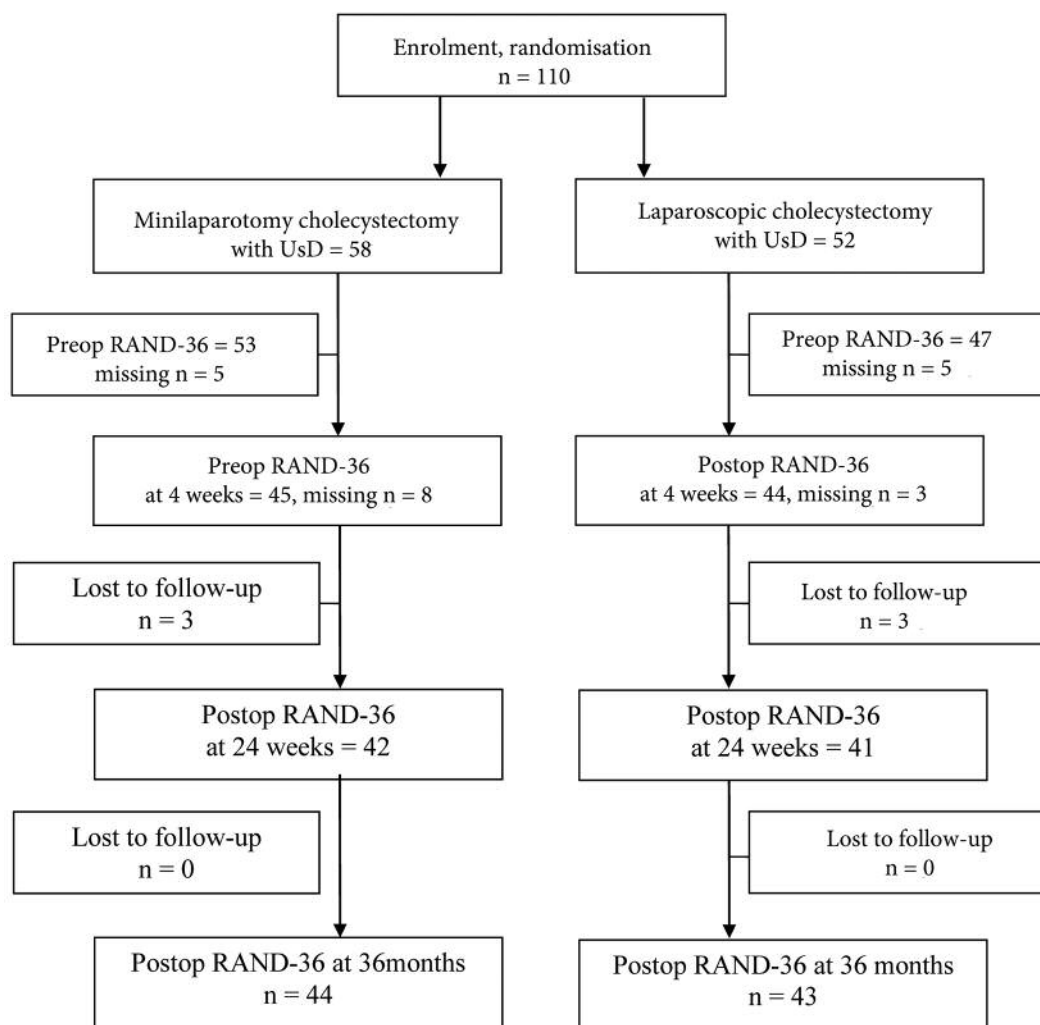 Enrolment, randomisation
n = 110
Minilaparotomy cholecystectomy
with UsD = 58
Laparoscopic cholecystectomy
with UsD = 52
Preop RAND-36 = 53
missing n = 5
Preop RAND-36 = 47
missing n = 5
Preop RAND-36
at 4 weeks = 45, missing n = 8
Postop RAND-36
at 4 weeks = 44, missing n = 3
Lost to follow-up
n = 3
Lost to follow-up
n = 3
Postop RAND-36
at 24 weeks = 42
Postop RAND-36
at 24 weeks = 41
Lost to follow-up
n = 0
Lost to follow-up
n = 0
Postop RAND-36 at 36months
n = 44
Postop RAND-36 at 36 months
n = 43